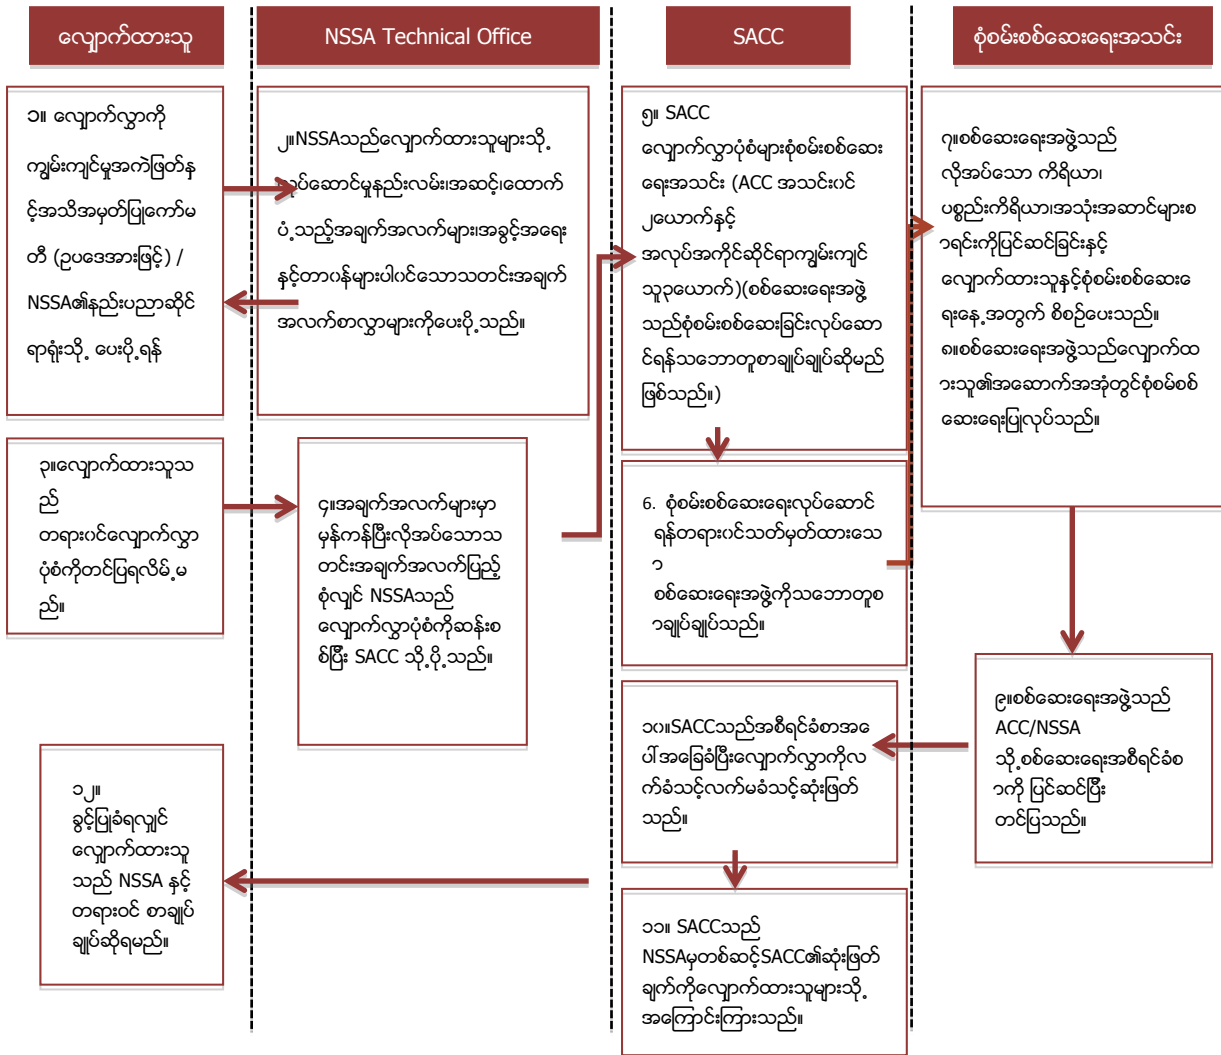 လျှောက်ထားသူ
NSSA Technical Office
SACC
စုံစမ်းစစ်ဆေးရေးအသင်း
၁။ လျှောက်လွှာကို
ကျွမ်းကျင်မှုအကဲဖြတ်နှ
င့်အသိအမှတ်ပြုကော်မ
တီ (ဥပဒေအားဖြင့်) /
NSSA၏နည်းပညာဆိုင်
ရာရုံးသို့ ပေးပို့ရန်
၂။NSSAသည်လျှောက်ထားသူများသို့
လုပ်ဆောင်မှုနည်းလမ်း၊အဆင့်၊ထောက်
ပံ့သည့်အချက်အလက်များ၊အခွင့်အရေး
နှင့်တာဝန်များပါဝင်သောသတင်းအချက်
အလက်စာလွှာများကိုပေးပို့သည်။
၃။လျှောက်ထားသူသ
ည်
တရားဝင်လျှောက်လွှာ
ပုံစံကိုတင်ပြရလိမ့်မ
ည်။
၄။အချက်အလက်များမှာ
မှန်ကန်ပြီးလိုအပ်သောသ
တင်းအချက်အလက်ပြည့်
စုံလျှင် NSSAသည်
လျှောက်လွှာပုံစံကိုဆန်းစ
စ်ပြီး SACC သို့ပို့သည်။
၅။ SACC
လျှောက်လွှာပုံစံများစုံစမ်းစစ်ဆေး
ရေးအသင်း (ACC အသင်းဝင်
၂ယောက်နှင့်
အလုပ်အကိုင်ဆိုင်ရာကျွမ်းကျင်
သူ၃ယောက်)(စစ်ဆေးရေးအဖွဲ့
သည်စုံစမ်းစစ်ဆေးခြင်းလုပ်ဆော
င်ရန်သဘောတူစာချုပ်ချုပ်ဆိုမည်
ဖြစ်သည်။)
6. စုံစမ်းစစ်ဆေးရေးလုပ်ဆောင်
ရန်တရားဝင်သတ်မှတ်ထားသေ
ာ
စစ်ဆေးရေးအဖွဲ့ကိုသဘောတူစ
ာချုပ်ချုပ်သည်။
၇။စစ်ဆေးရေးအဖွဲ့သည်
လိုအပ်သော ကိရိယာ၊
ပစ္စည်းကိရိယာ၊အသုံးအဆောင်များစ
ာရင်းကိုပြင်ဆင်ခြင်းနှင့်
လျှောက်ထားသူနှင့်စုံစမ်းစစ်ဆေးေ
ရးနေ့အတွက် စီစဉ်ပေးသည်။
၈။စစ်ဆေးရေးအဖွဲ့သည်လျှောက်ထ
ားသူ၏အဆောက်အအုံတွင်စုံစမ်စစ်
ဆေးရေးပြုလုပ်သည်။
၉။စစ်ဆေးရေးအဖွဲ့သည်
ACC/NSSA
သို့စစ်ဆေးရေးအစီရင်ခံစ
ာကို ပြင်ဆင်ပြီး
တင်ပြသည်။
၁၀။SACCသည်အစီရင်ခံစာအပေ
ါ်အခြေခံပြီးလျှောက်လွှာကိုလ
က်ခံသင့်လက်မခံသင့်ဆုံးဖြတ်
သည်။
၁၁။ SACCသည်
NSSAမှတစ်ဆင့်SACC၏ဆုံးဖြတ်
ချက်ကိုလျှောက်ထားသူများသို့
အကြောင်းကြားသည်။
၁၂။
ခွင့်ပြုခံရလျှင်
လျှောက်ထားသူ
သည် NSSA နှင့်
တရားဝင် စာချုပ်
ချုပ်ဆိုရမည်။